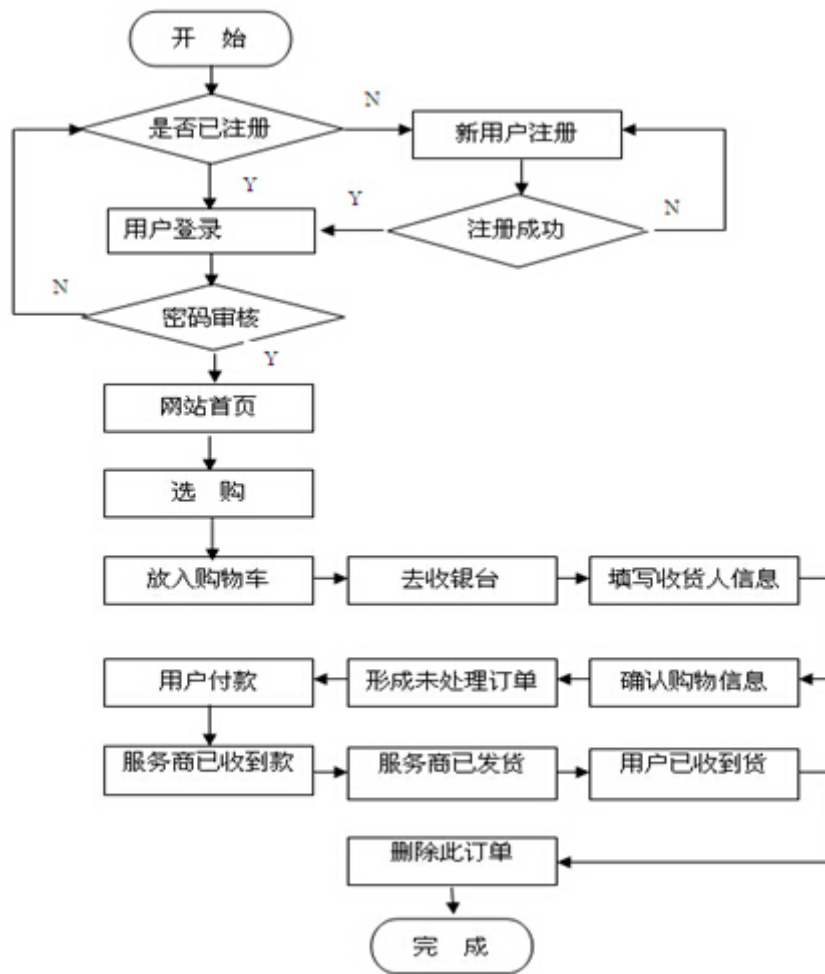 开 始
是否已注册
N
新用户注册
Y
用户登录
Y
注册成功
N
N
密码审核
Y
网站首页
选 购
放入购物车
去收银台
填写收货人信息
用户付款
形成未处理订单
确认购物信息
服务商已收到款
服务商已发货
用户已收到货
删除此订单
完 成